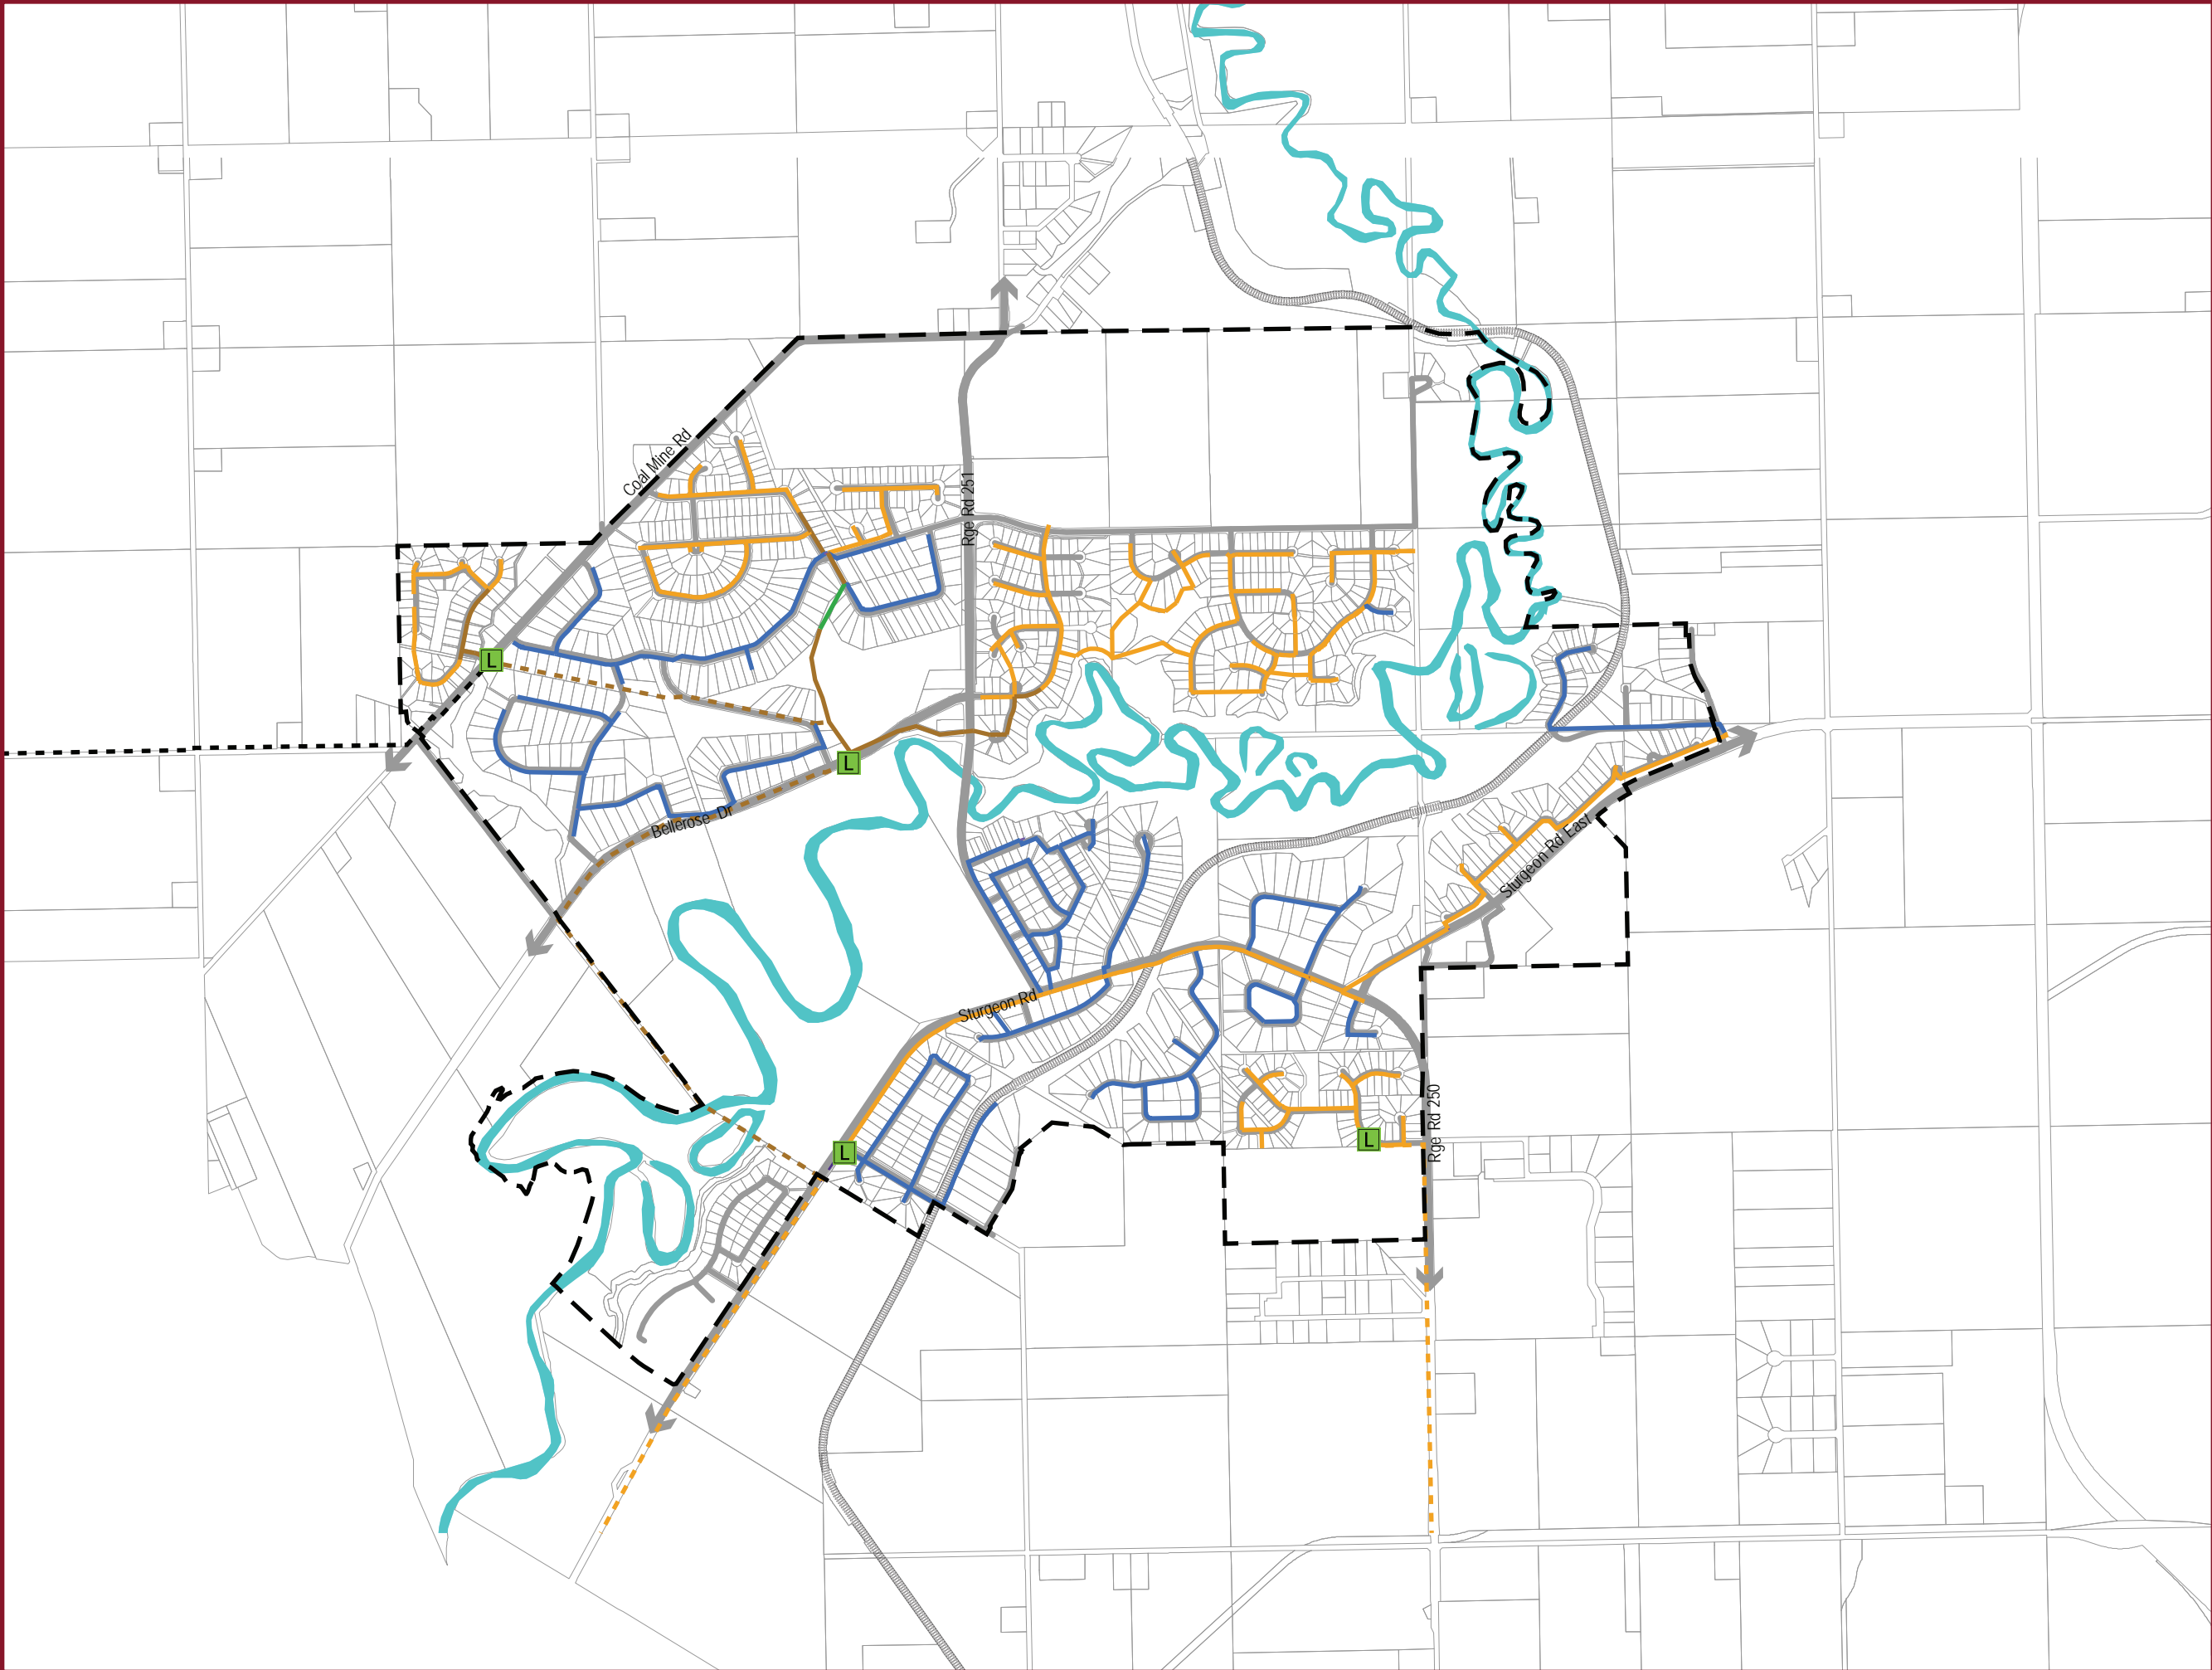 Coal Mine Rd
Rge Rd 251
L
L
Bellerose Dr
Sturgeon Rd East
Sturgeon Rd
L
L
Rge Rd 250